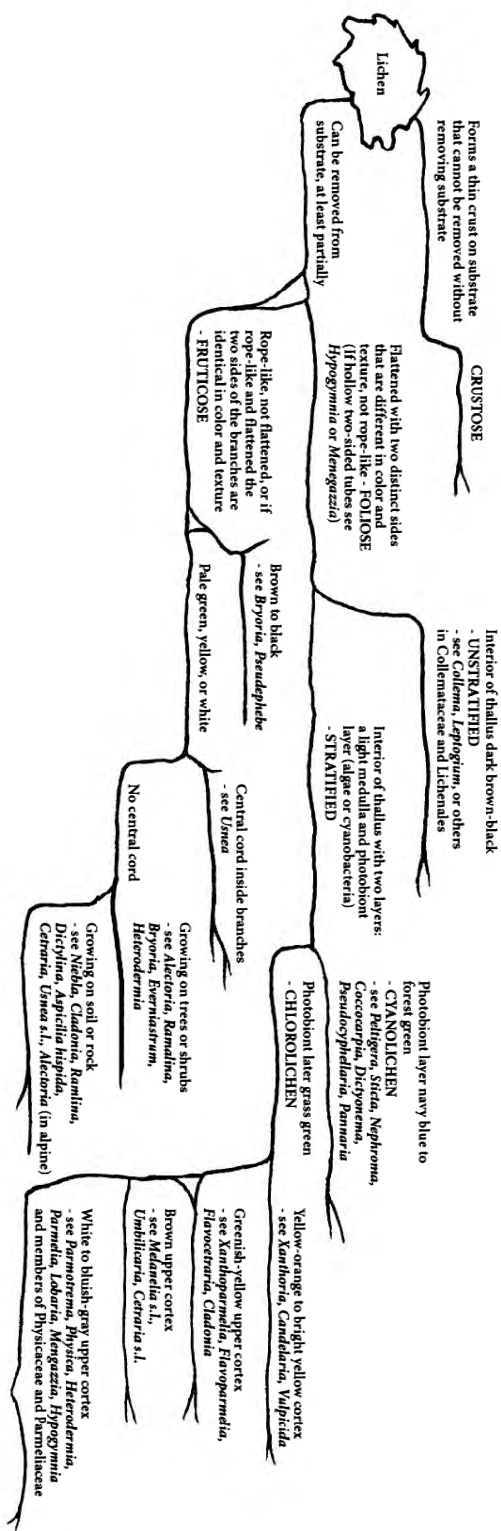 Lichen
Forms a thin crust on substrate
that cannot be removed without
removing substrate
CRUSTOSE
Can be removed from
substrate, at least partially
Flattened with two distinct sides
that are different in color and
texture, not rope-like - FOLIOSE
(If hollow two-sided tubes see
Hypogymnia or Menegazzia)
Rope-like, not flattened, or if
rope-like and flattened the
two sides of the branches are
identical in color and texture
- FRUTICOSE
Interior of thallus dark brown-black
- UNSTRATIFIED
- see Collema, Leptogium, or others
in Collemataceae and Lichenales
Interior of thallus with two layers:
a light medulla and photobiont
layer (algae or cyanobacteria)
- STRATIFIED
Brown to black
- see Bryoria, Pseudephebe
Pale green, yellow, or white
Central cord inside branches
- see Usnea
No central cord
Photobiont layer navy blue to
forest green
- CYANOLICHEN
- see Peltigera, Sticta, Nephroma,
Coccocarpia, Dictyonema,
Pseudocyphellaria, Pannaria
Photobiont later grass green
- CHLOROLICHEN
Growing on trees or shrubs
- see Alectoria, Ramalina,
Bryoria, Everniastrum,
Heterodermia
Growing on soil or rock
- see Niebla, Cladonia, Ramlina,
Dictylina, Aspicilia hispida,
Cetraria, Usnea s.l., Alectoria (in alpine)
Yellow-orange to bright yellow cortex
- see Xanthoria, Candelaria, Vulpicida
Greenish-yellow upper cortex
- see Xanthoparmelia, Flavoparmelia,
Flavocetraria, Cladonia
Brown upper cortex
- see Melanelia s.l.,
Umbilicaria, Cetraria s.l.
White to bluish-gray upper cortex
- see Parmotrema, Physica, Heterodermia,
Parmelia, Lobaria, Mengazzia, Hypogymnia
and members of Physicaceae and Parmeliaceae